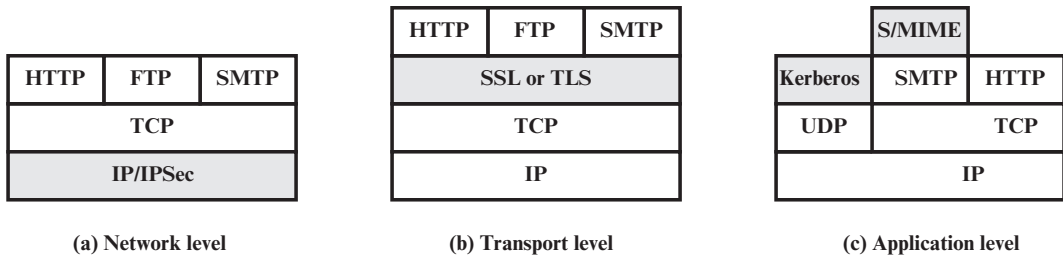 HTTP FTP SMTP
TCP
IP/IPSec
(a) Network level
HTTP FTP SMTP
SSL or TLS
TCP
IP
(b) Transport level
S/MIME
Kerberos SMTP HTTP
UDP TCP
IP
(c) Application level